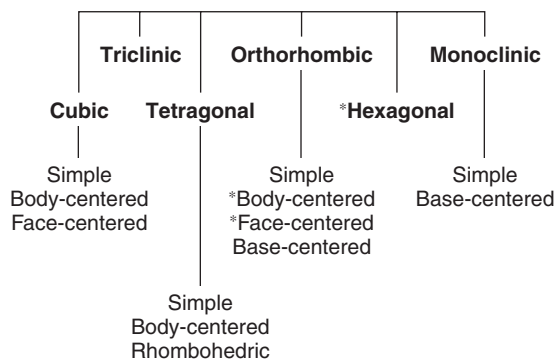 Triclinic Orthorhombic Monoclinic
Cubic Tetragonal *Hexagonal
Simple
Body-centered
Face-centered
Simple
*Body-centered
*Face-centered
Base-centered
Simple
Base-centered
Simple
Body-centered
Rhombohedric